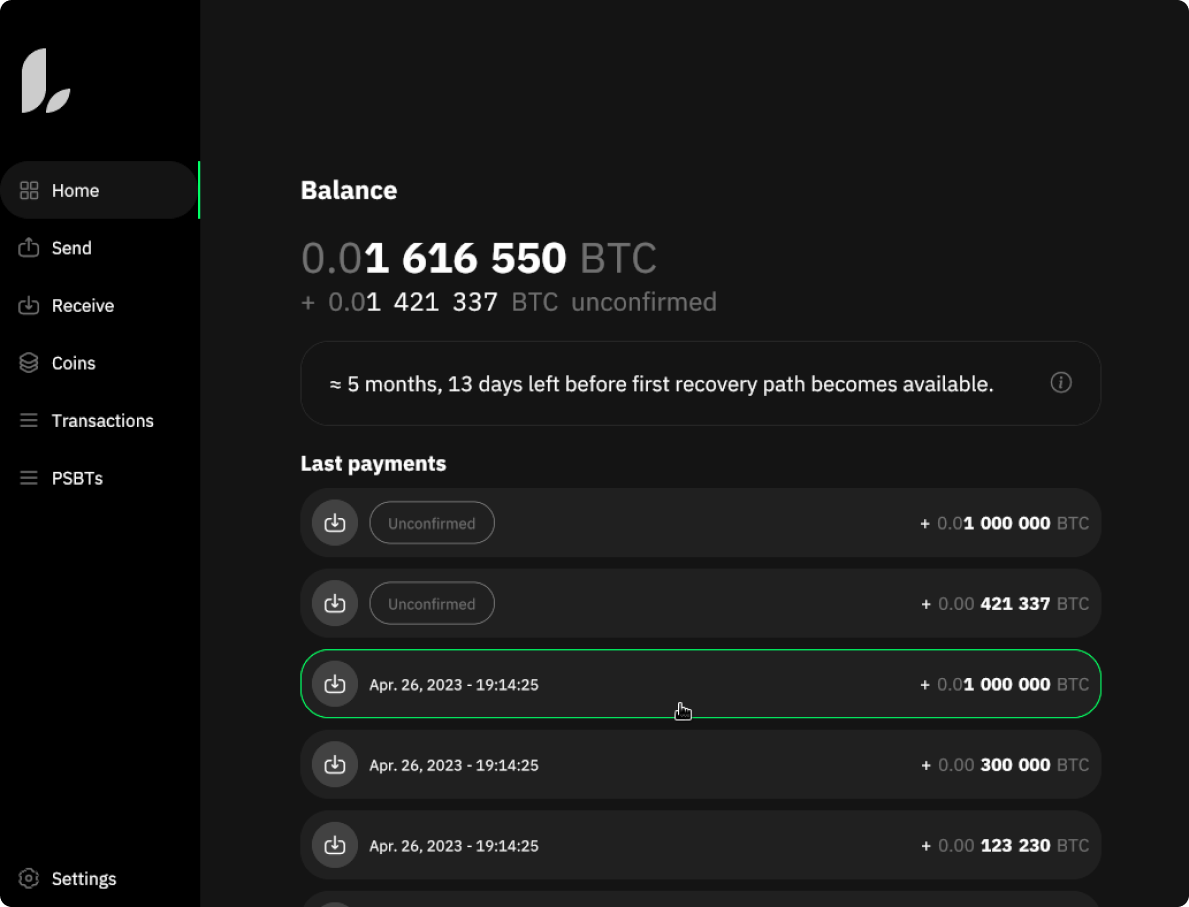 Home
Send
Receive
Coins
Transactions
PSBTs
Settings
Balance
0.01 616 550 BTC
+ 0.01 421 337 BTC unconfirmed
≈ 5 months, 13 days left before first recovery path becomes available.
Last payments
Unconfirmed + 0.01 000 000 BTC
Unconfirmed + 0.00 421 337 BTC
Apr. 26, 2023 - 19:14:25 + 0.01 000 000 BTC
Apr. 26, 2023 - 19:14:25 + 0.00 300 000 BTC
Apr. 26, 2023 - 19:14:25 + 0.00 123 230 BTC